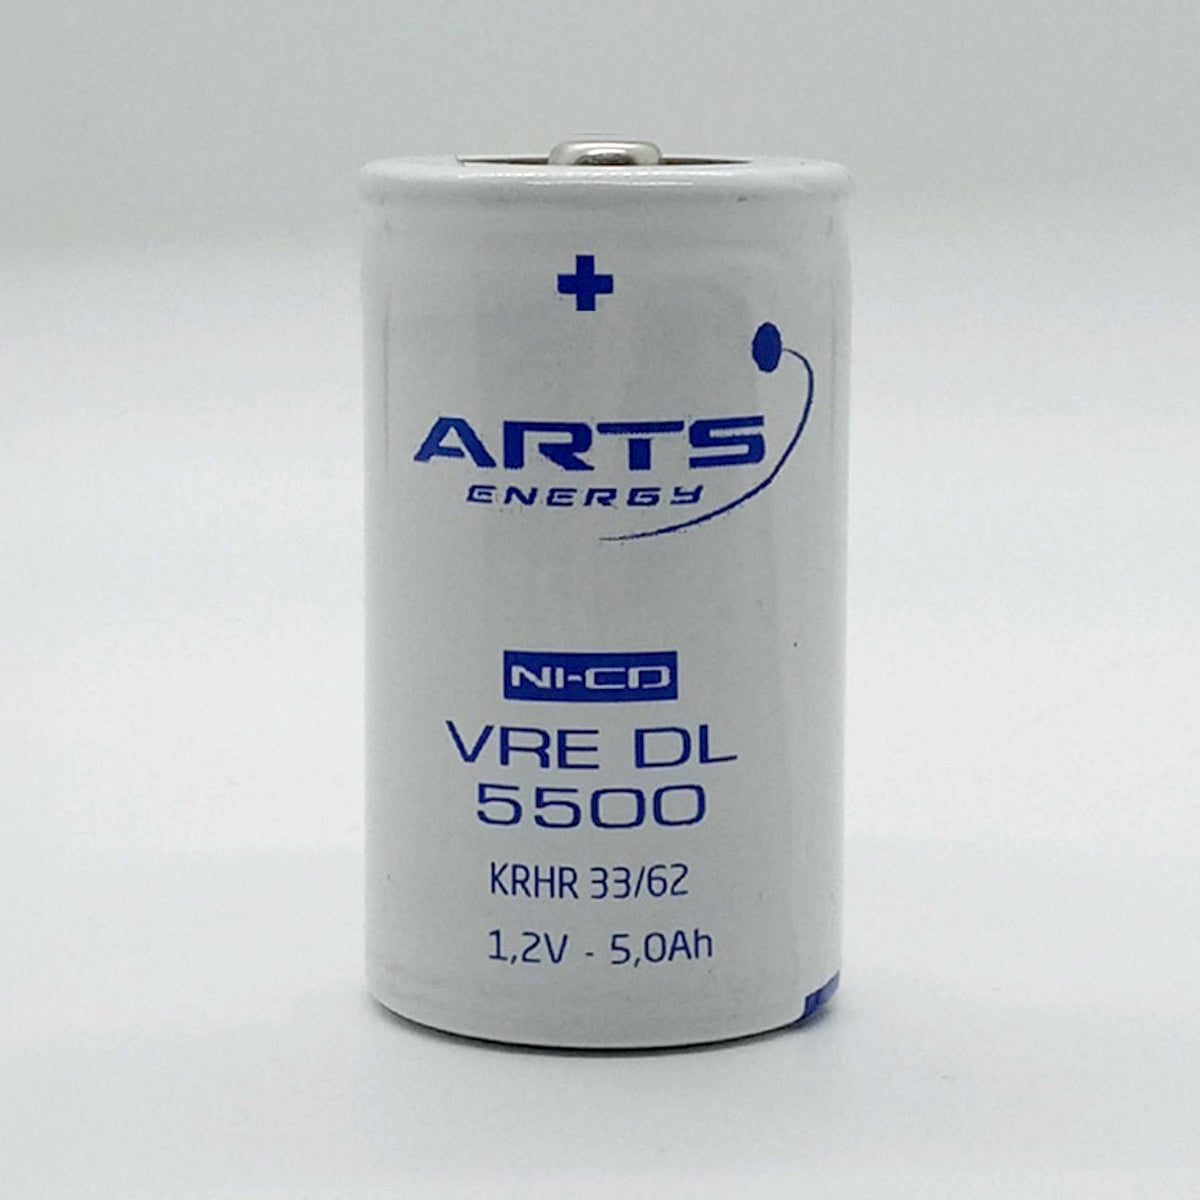 +
ARTS
ENERGY
NI-CD
VRE DL
5500
KRHR 33/62
1,2V - 5,0Ah